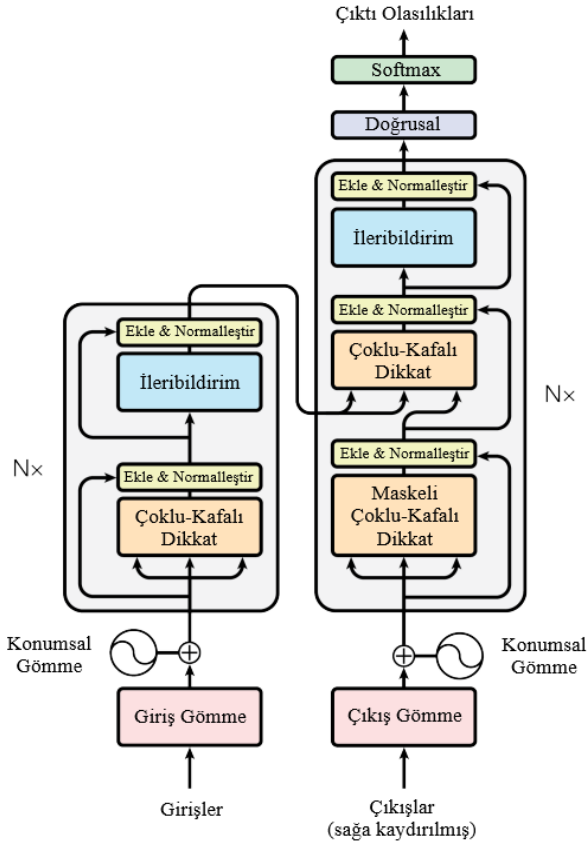 Çıktı Olasılıkları
Softmax
Doğrusal
Ekle & Normalleştir
İleribildirim
Ekle & Normalleştir
Çoklu-Kafalı
Dikkat
Ekle & Normalleştir
Maskeli
Çoklu-Kafalı
Dikkat
N×
Ekle & Normalleştir
İleribildirim
Ekle & Normalleştir
Çoklu-Kafalı
Dikkat
N×
Konumsal
Gömme
Konumsal
Gömme
Giriş Gömme
Çıkış Gömme
Girişler
Çıkışlar
(sağa kaydırılmış)